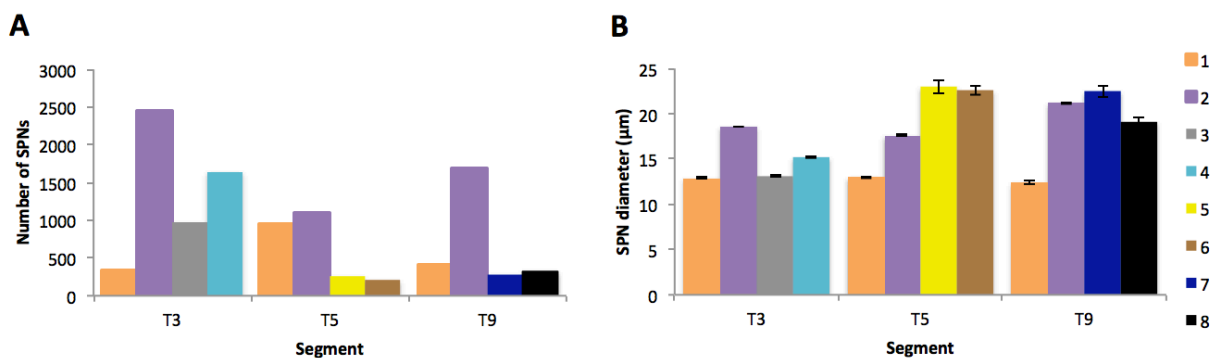 A
Number of SPNs
3000
2500
2000
1500
1000
500
0
T3 T5 T9
Segment
B
SPN diameter (μm)
25
20
15
10
5
0
T3 T5 T9
Segment
1
2
3
4
5
6
7
8